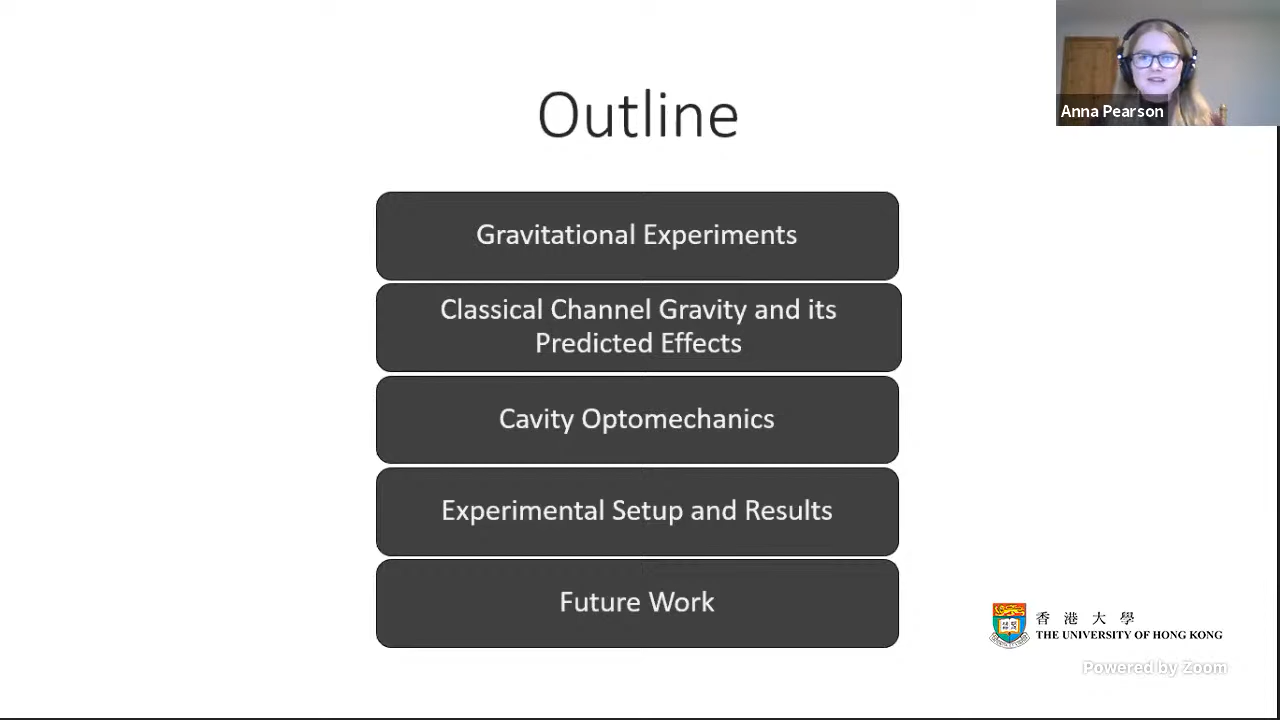 Outline
Anna Pearson
Gravitational Experiments
Classical Channel Gravity and its
Predicted Effects
Cavity Optomechanics
Experimental Setup and Results
Future Work
香港大學
THE UNIVERSITY OF HONG KONG
Powered by Zoom